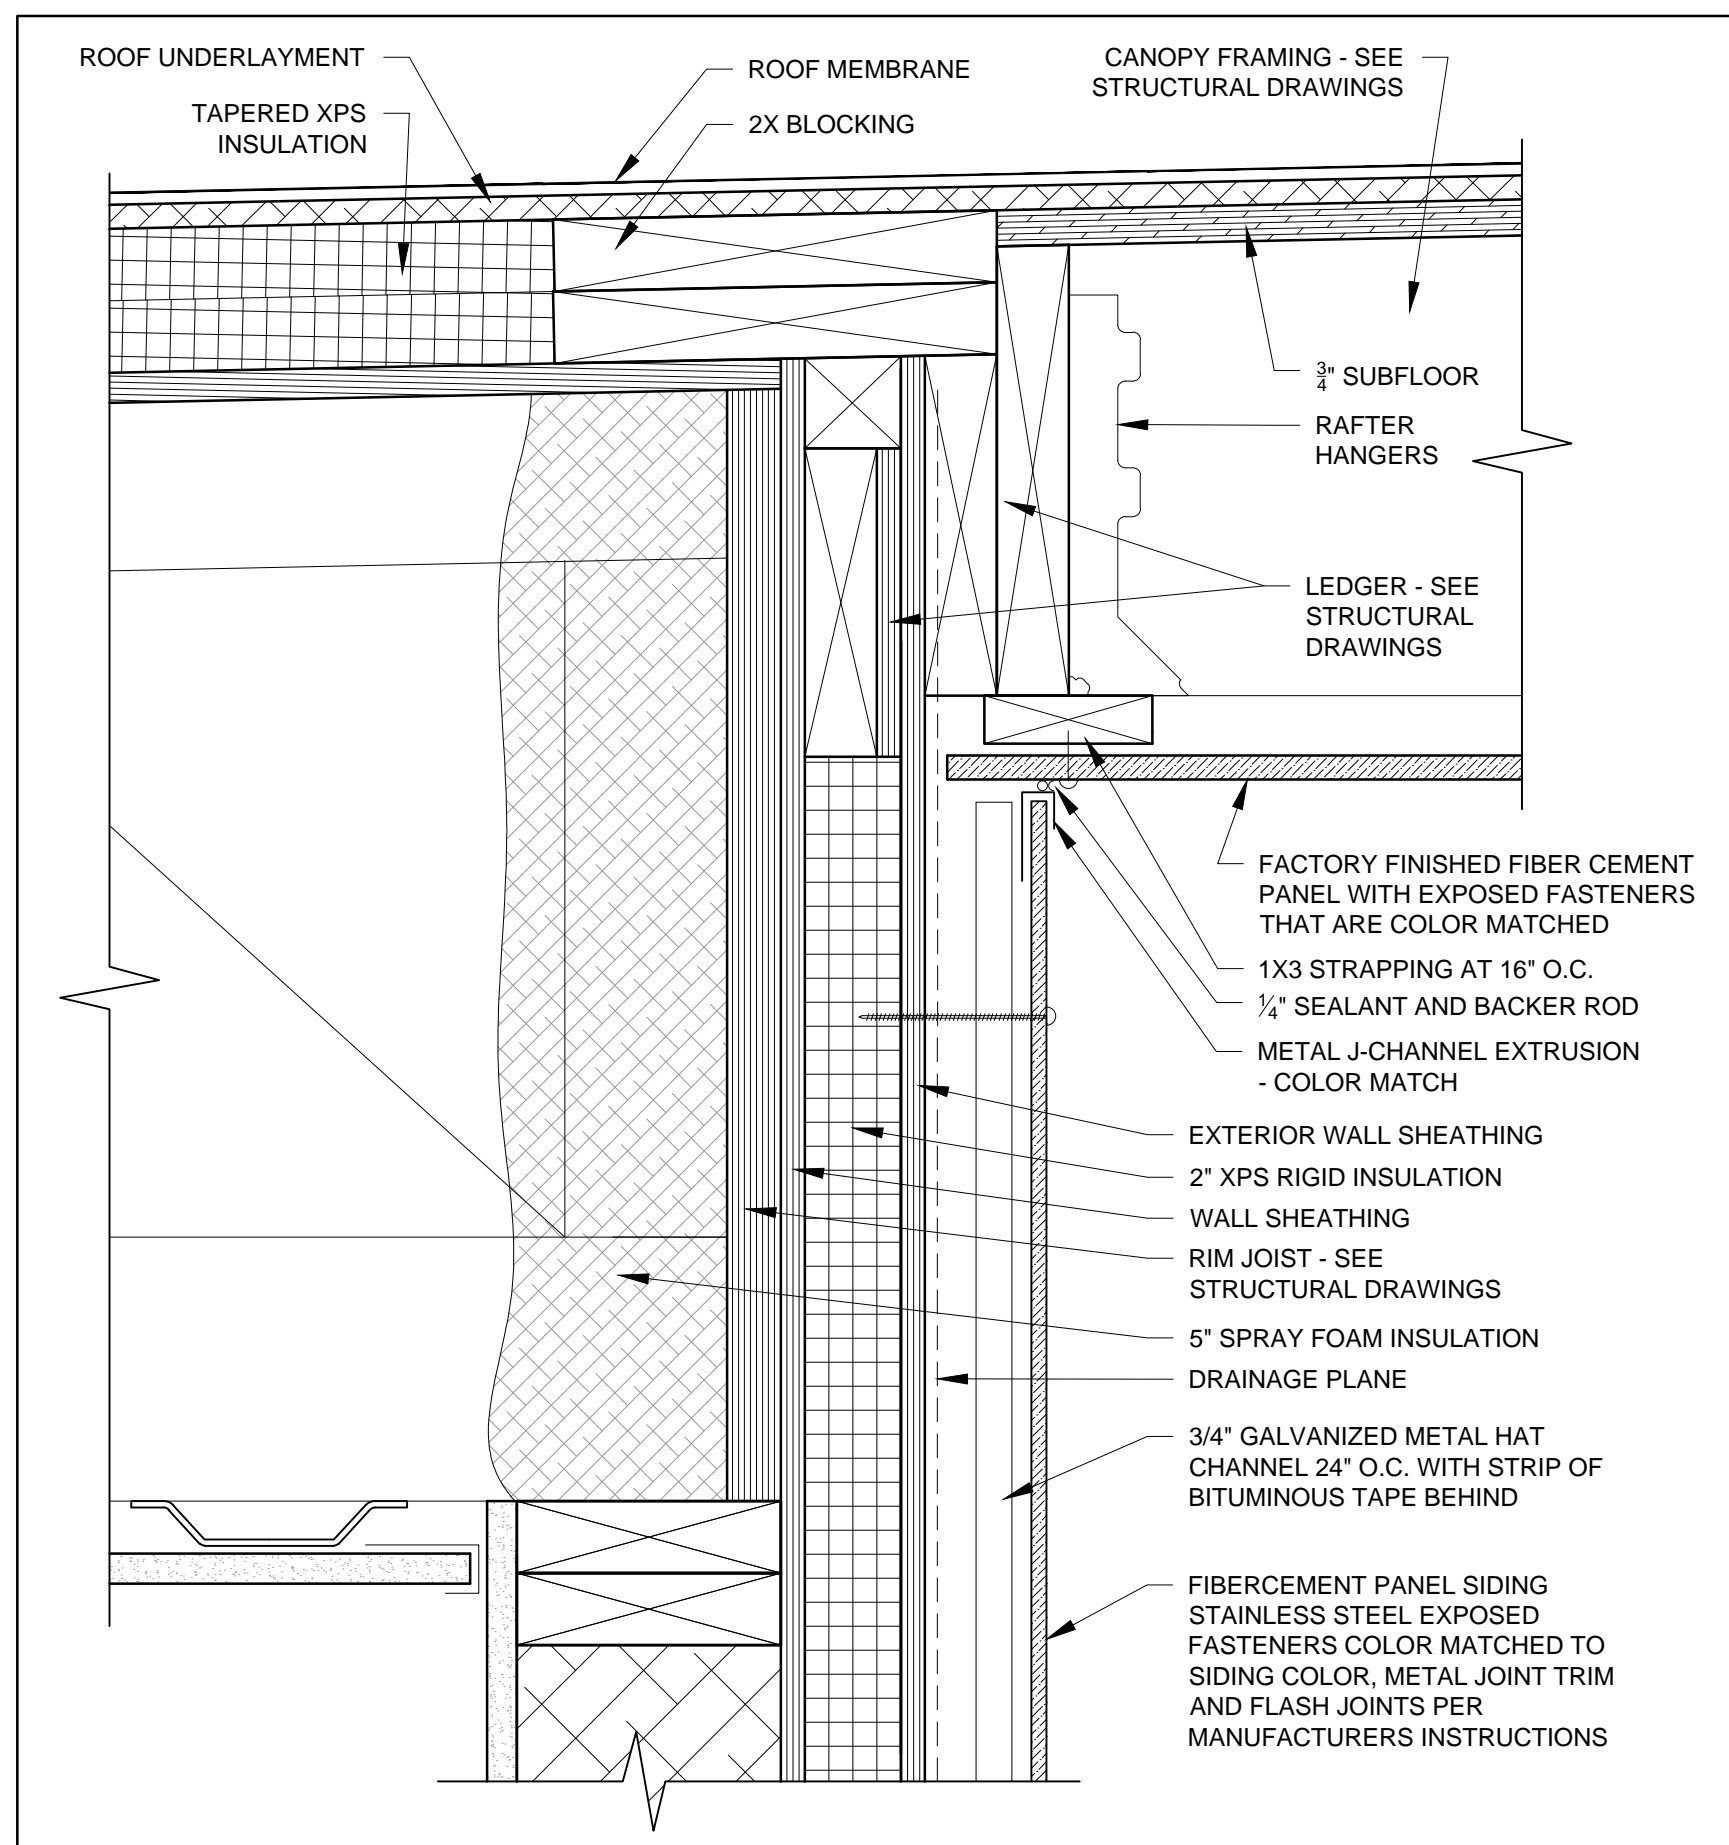 ROOF UNDERLAYMENT
TAPERED XPS
INSULATION
ROOF MEMBRANE
2X BLOCKING
CANOPY FRAMING - SEE
STRUCTURAL DRAWINGS
3/4" SUBFLOOR
RAFTER
HANGERS
LEDGER - SEE
STRUCTURAL
DRAWINGS
FACTORY FINISHED FIBER CEMENT
PANEL WITH EXPOSED FASTENERS
THAT ARE COLOR MATCHED
1X3 STRAPPING AT 16" O.C.
1/4" SEALANT AND BACKER ROD
METAL J-CHANNEL EXTRUSION
- COLOR MATCH
EXTERIOR WALL SHEATHING
2" XPS RIGID INSULATION
WALL SHEATHING
RIM JOIST - SEE
STRUCTURAL DRAWINGS
5" SPRAY FOAM INSULATION
DRAINAGE PLANE
3/4" GALVANIZED METAL HAT
CHANNEL 24" O.C. WITH STRIP OF
BITUMINOUS TAPE BEHIND
FIBERCEMENT PANEL SIDING
STAINLESS STEEL EXPOSED
FASTENERS COLOR MATCHED TO
SIDING COLOR, METAL JOINT TRIM
AND FLASH JOINTS PER
MANUFACTURERS INSTRUCTIONS